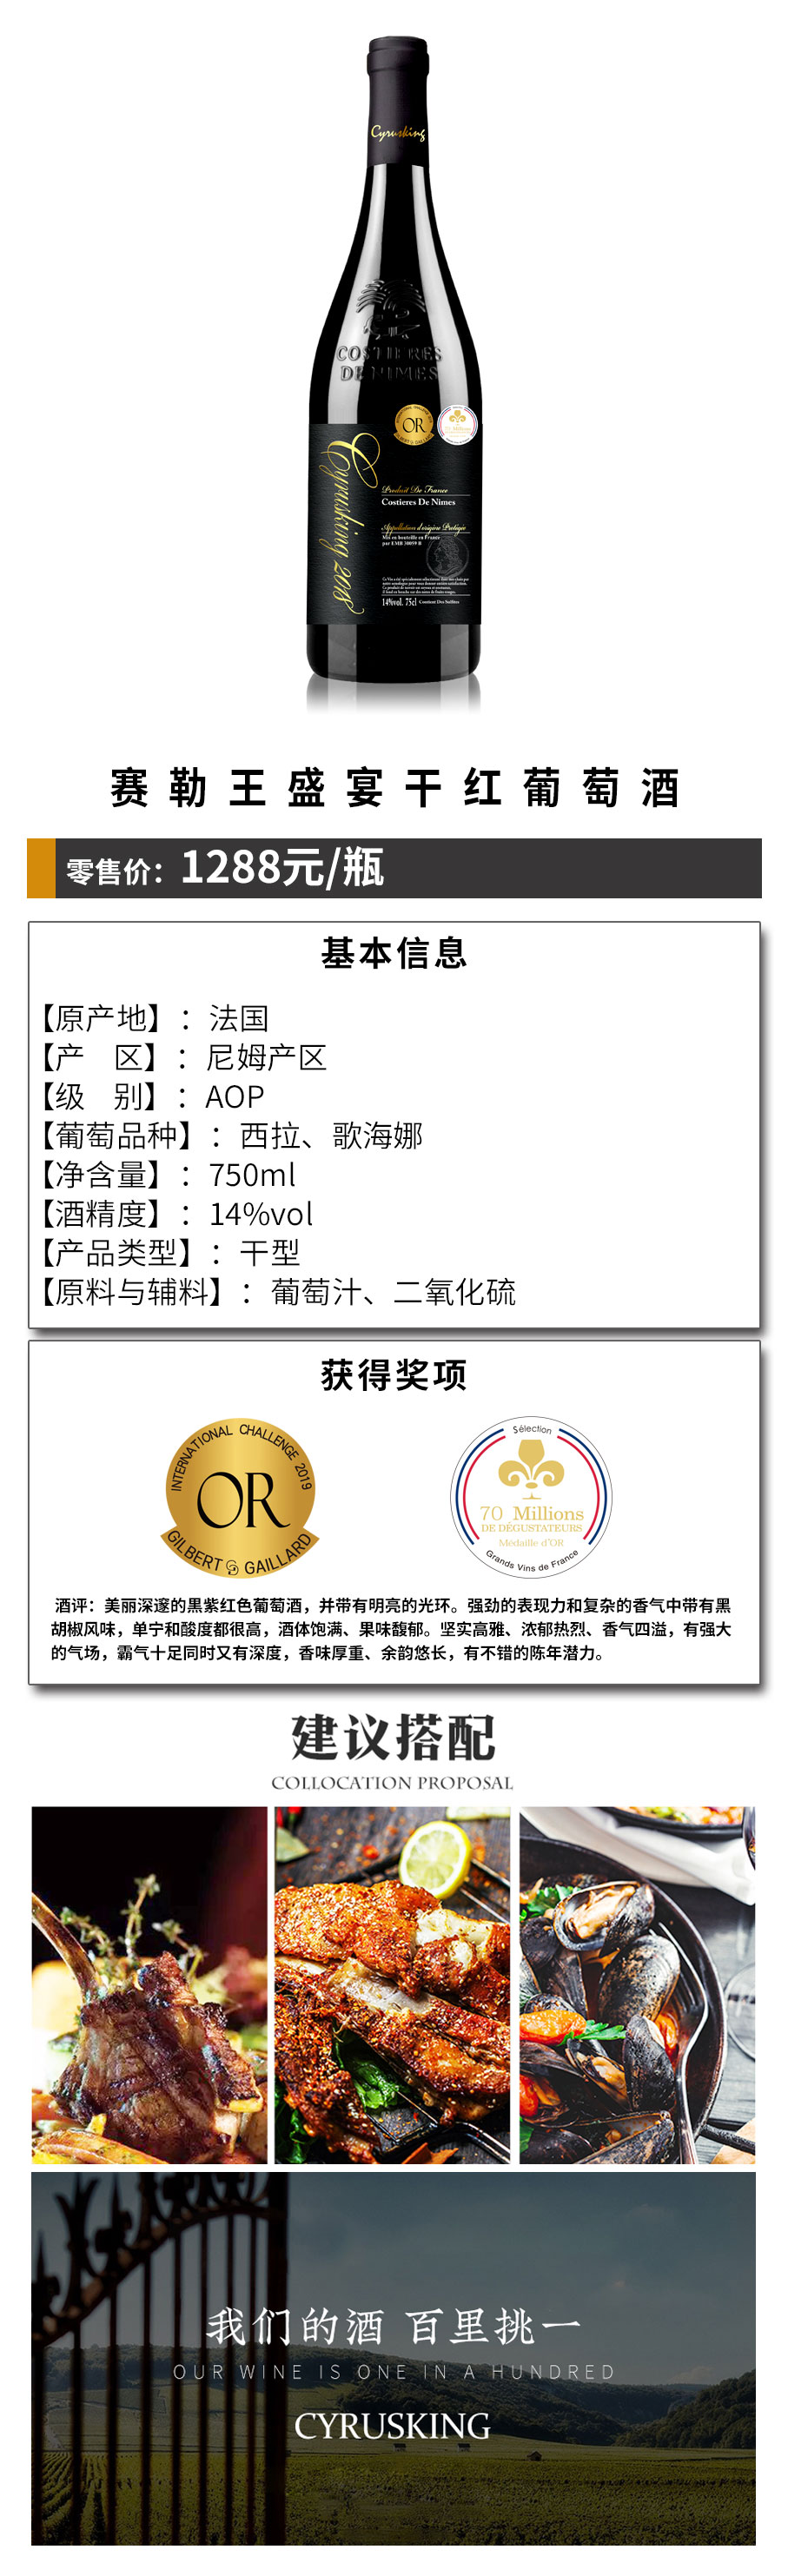 Cyrusking
COSTIERES
DE NIMES
OR
Cyrusking 2018
Produit De France
Costieres De Nimes
Appellation d'origine Protégée
Mis en bouteille en France
par EMB 30059 B
14%vol. 75cl Contient Des Sulfites
赛勒王盛宴干红葡萄酒
零售价：1288元/瓶
基本信息
【原产地】：法国
【产 区】：尼姆产区
【级 别】：AOP
【葡萄品种】：西拉、歌海娜
【净含量】：750ml
【酒精度】：14%vol
【产品类型】：干型
【原料与辅料】：葡萄汁、二氧化硫
获得奖项
INTERNATIONAL CHALLENGE 2019
OR
GILBERT & GAILLARD
Sélection
70 Millions
DE DÉGUSTATEURS
Médaille d'OR
Grands Vins de France
酒评：美丽深邃的黑紫红色葡萄酒，并带有明亮的光环。强劲的表现力和复杂的香气中带有黑
胡椒风味，单宁和酸度都很高，酒体饱满、果味馥郁。坚实高雅、浓郁热烈、香气四溢，有强大
的气场，霸气十足同时又有深度，香味厚重、余韵悠长，有不错的陈年潜力。
建议搭配
COLLOCATION PROPOSAL
我们的酒 百里挑一
OUR WINE IS ONE IN A HUNDRED
CYRUSKING